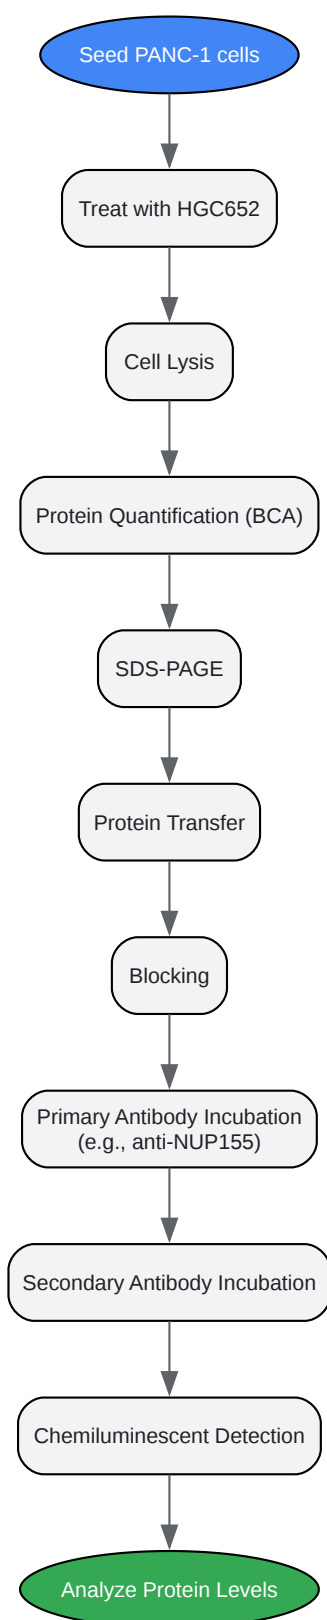 Seed PANC-1 cells
Treat with HGC652
Cell Lysis
Protein Quantification (BCA)
SDS-PAGE
Protein Transfer
Blocking
Primary Antibody Incubation
(e.g., anti-NUP155)
Secondary Antibody Incubation
Chemiluminescent Detection
Analyze Protein Levels